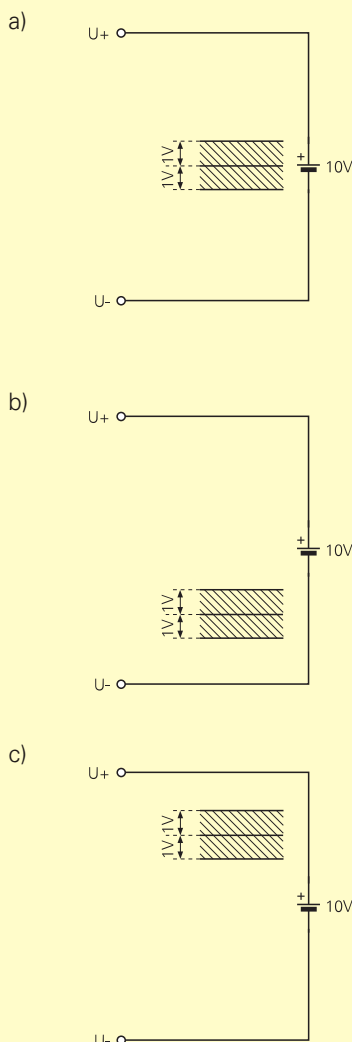 a)
U+
1V
1V
+
10V
U-
b)
U+
1V
1V
+
10V
U-
c)
U+
1V
1V
+
10V
U-